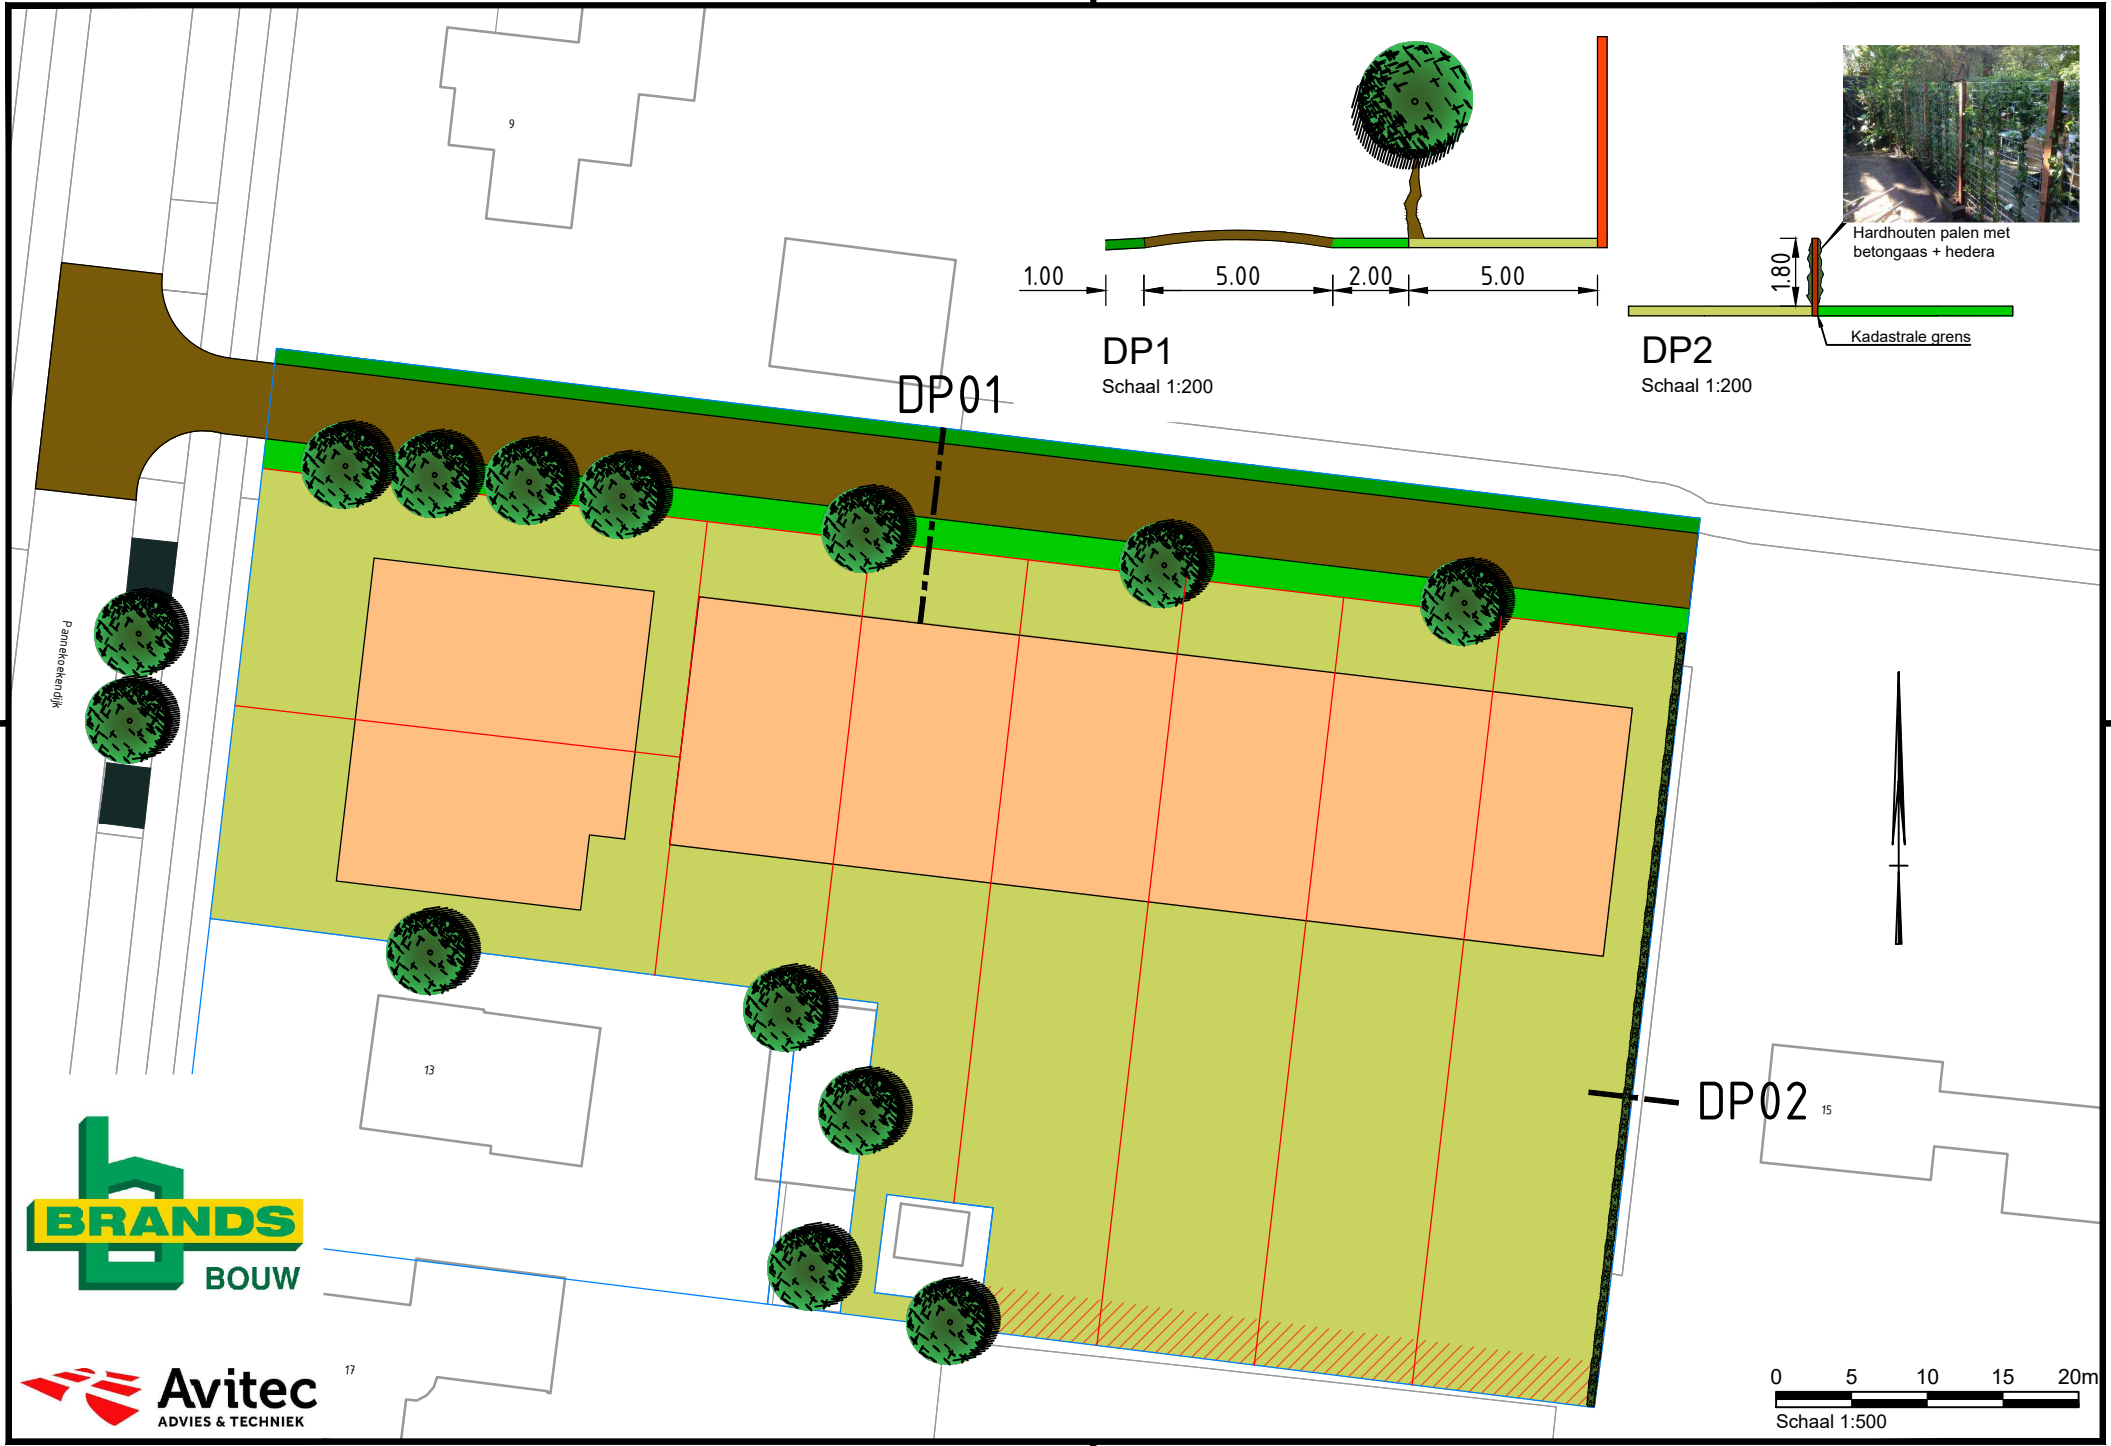 9
1.00
5.00
2.00
5.00
DP1
Schaal 1:200
Hardhouten palen met
betongaas + hedera
1.80
Kadastrale grens
DP2
Schaal 1:200
DP01
Pannekoekendijk
13
DP02
15
BRANDS
BOUW
17
Avitec
ADVIES & TECHNIEK
0 5 10 15 20m
Schaal 1:500